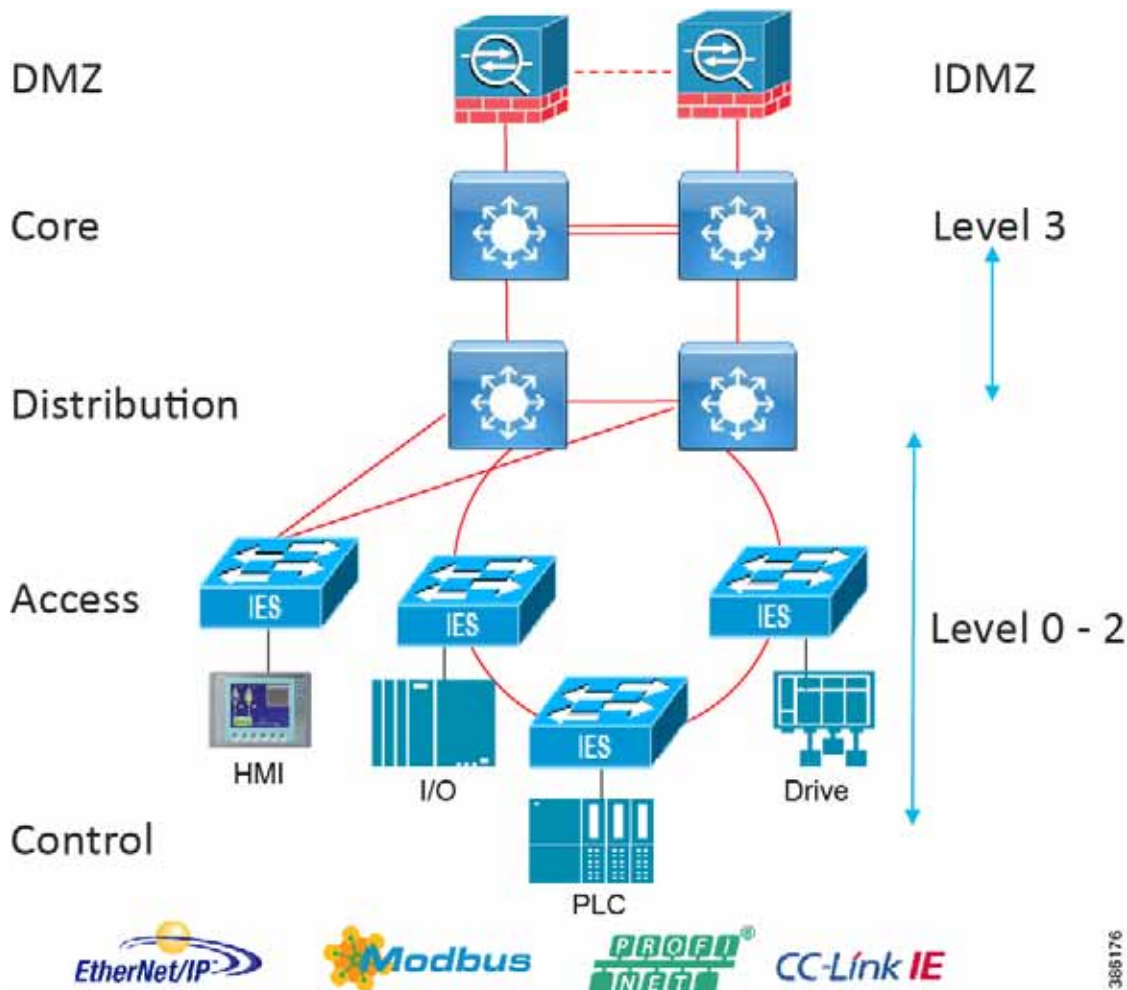 DMZ
IDMZ
Core
Level 3
Distribution
Access
IES
IES
IES
Level 0 - 2
HMI
I/O
IES
Drive
Control
PLC
EtherNet/IP
Modbus
PROFI
NET
®
CC-Link IE
385176